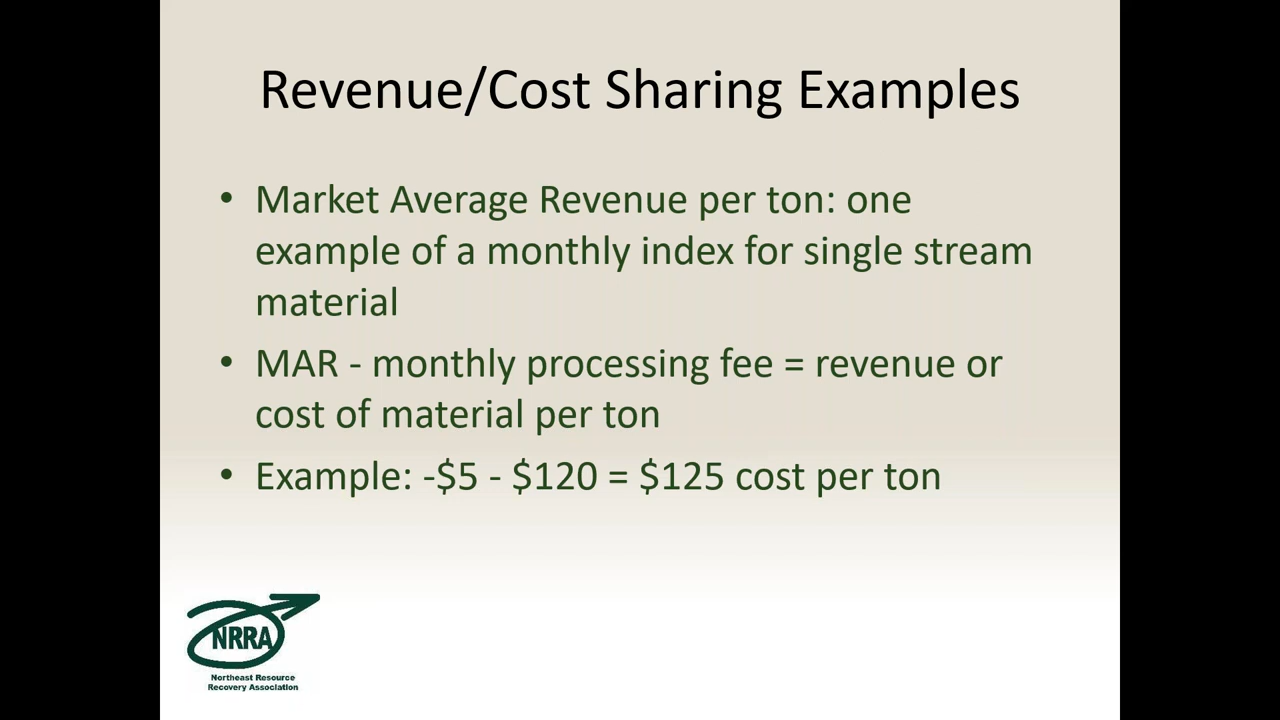 Revenue/Cost Sharing Examples
• Market Average Revenue per ton: one
example of a monthly index for single stream
material
• MAR - monthly processing fee = revenue or
cost of material per ton
• Example: -$5 - $120 = $125 cost per ton
NRRA
Northeast Resource
Recovery Association